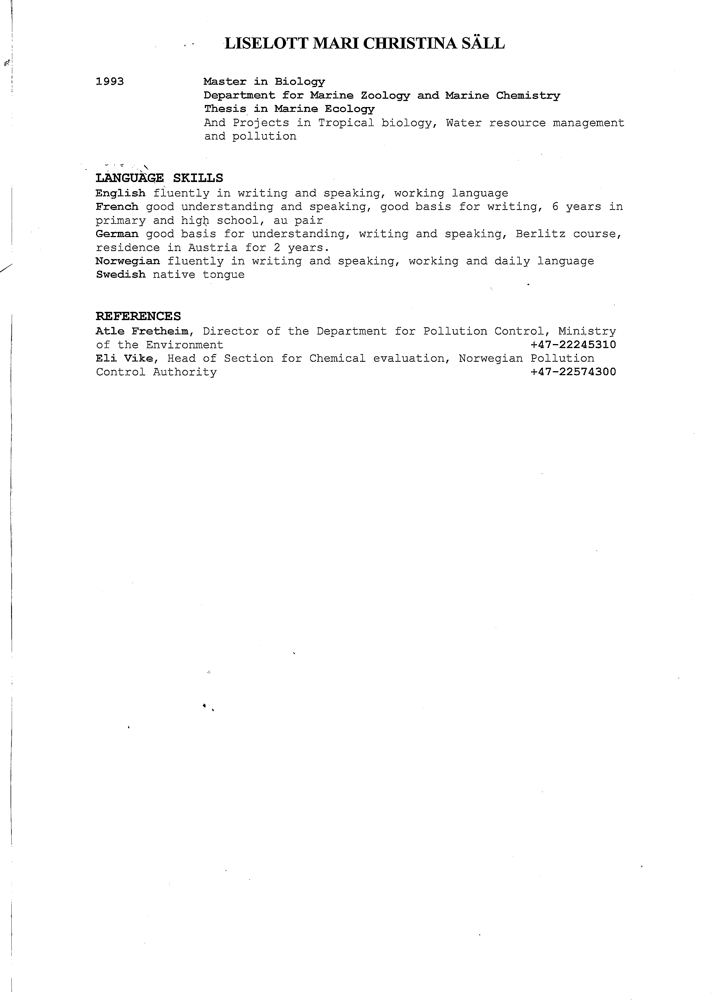 LISELOTT MARI CHRISTINA SÄLL
1993 Master in Biology
Department for Marine Zoology and Marine Chemistry
Thesis in Marine Ecology
And Projects in Tropical biology, Water resource management
and pollution
LANGUAGE SKILLS
English fluently in writing and speaking, working language
French good understanding and speaking, good basis for writing, 6 years in
primary and high school, au pair
German good basis for understanding, writing and speaking, Berlitz course,
residence in Austria for 2 years.
Norwegian fluently in writing and speaking, working and daily language
Swedish native tongue
REFERENCES
Atle Fretheim, Director of the Department for Pollution Control, Ministry
of the Environment +47-22245310
Eli Vike, Head of Section for Chemical evaluation, Norwegian Pollution
Control Authority +47-22574300